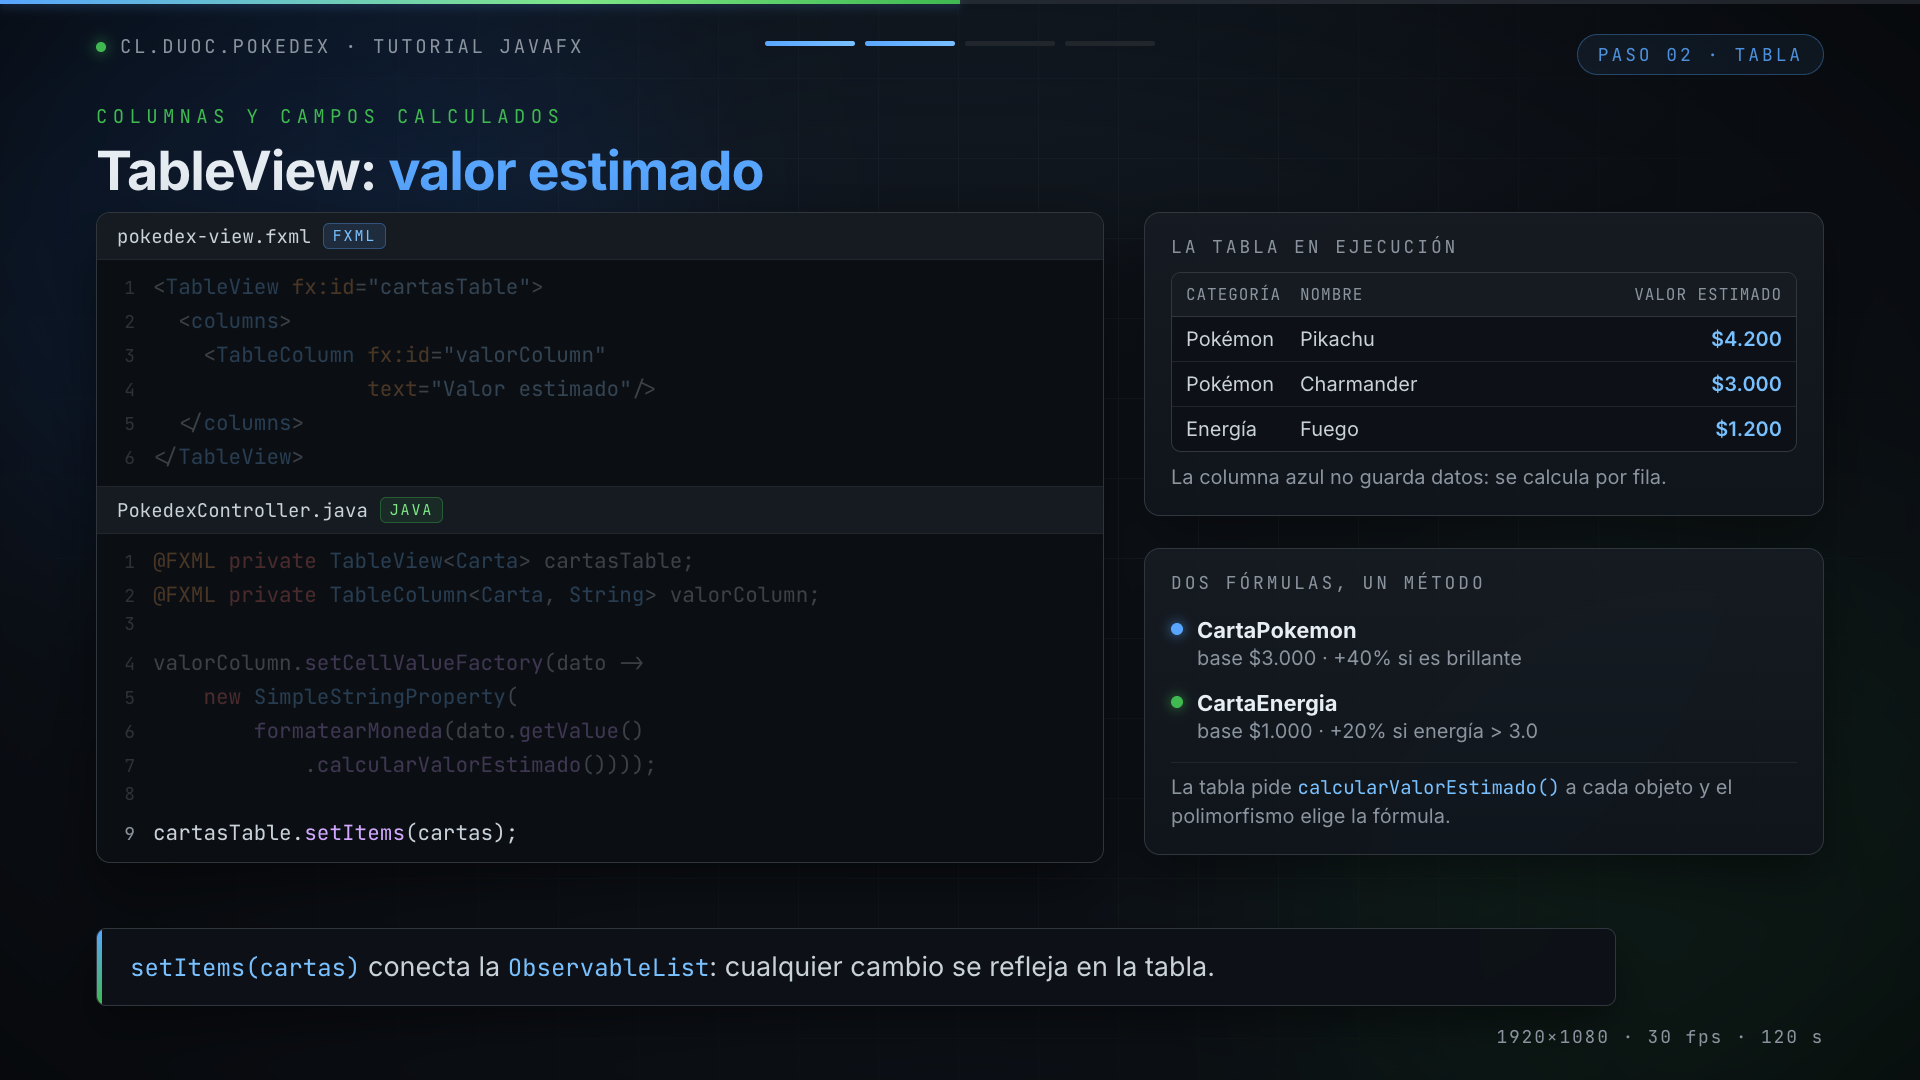 CL.DUOC.POKEDEX · TUTORIAL JAVAFX
PASO 02 · TABLA
COLUMNAS Y CAMPOS CALCULADOS
TableView: valor estimado
pokedex-view.fxml FXML
1 <TableView fx:id="cartasTable">
2 <columns>
3 <TableColumn fx:id="valorColumn"
4 text="Valor estimado"/>
5 </columns>
6 </TableView>
PokedexController.java JAVA
1 @FXML private TableView<Carta> cartasTable;
2 @FXML private TableColumn<Carta, String> valorColumn;
3
4 valorColumn.setCellValueFactory(dato ->
5 new SimpleStringProperty(
6 formatearMoneda(dato.getValue()
7 .calcularValorEstimado())));
8
9 cartasTable.setItems(cartas);
LA TABLA EN EJECUCIÓN
CATEGORÍA NOMBRE VALOR ESTIMADO
Pokémon Pikachu $4.200
Pokémon Charmander $3.000
Energía Fuego $1.200
La columna azul no guarda datos: se calcula por fila.
DOS FÓRMULAS, UN MÉTODO
CartaPokemon
base $3.000 · +40% si es brillante
CartaEnergia
base $1.000 · +20% si energía > 3.0
La tabla pide calcularValorEstimado() a cada objeto y el
polimorfismo elige la fórmula.
setItems(cartas) conecta la ObservableList: cualquier cambio se refleja en la tabla.
1920×1080 · 30 fps · 120 s